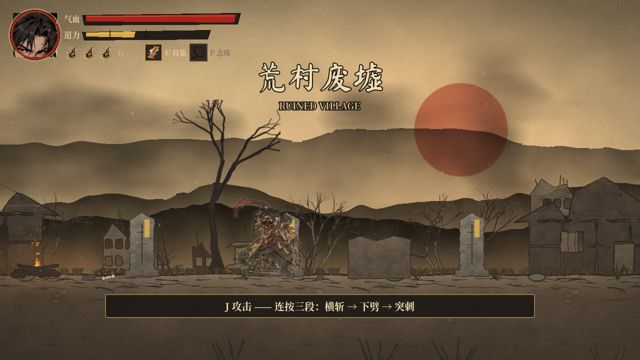 气血
道力
荒村废墟
RUINED VILLAGE
J 攻击 —— 连按三段：横斩 → 下劈 → 突刺